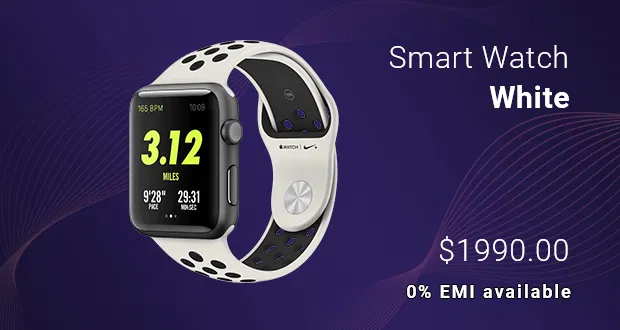 Smart Watch
White
165 BPM 10:09
3.12
MILES
9'28" 29:31
PACE MIN:SEC
WATCH
$1990.00
0% EMI available